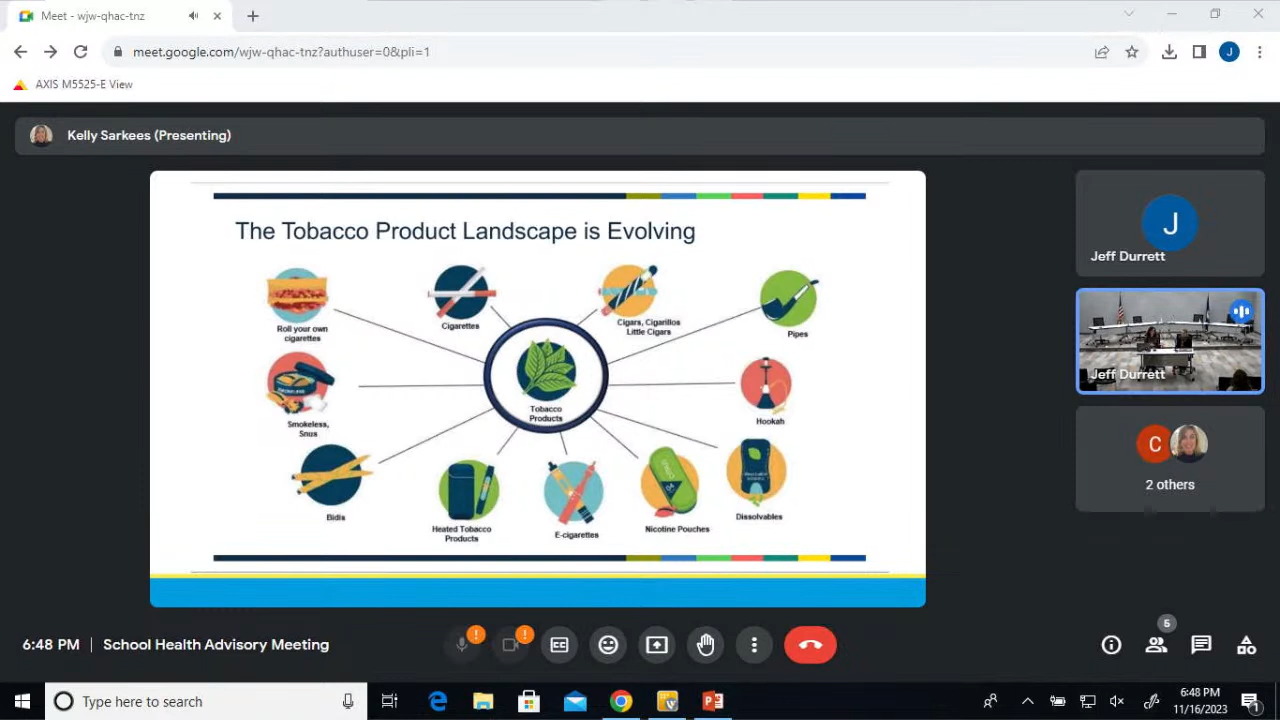 Meet - wjw-qhac-tnz
meet.google.com/wjw-qhac-tnz?authuser=0&pli=1
J
AXIS M5525-E View
Kelly Sarkees (Presenting)
The Tobacco Product Landscape is Evolving
Roll your own
cigarettes
Cigarettes
Cigars, Cigarillos
Little Cigars
Pipes
Smokeless,
Snus
Tobacco
Products
Hookah
Bidis
Heated Tobacco
Products
E-cigarettes
Nicotine Pouches
Dissolvables
J
Jeff Durrett
Jeff Durrett
C
2 others
6:48 PM
School Health Advisory Meeting
5
Type here to search
6:48 PM
11/16/2023
1